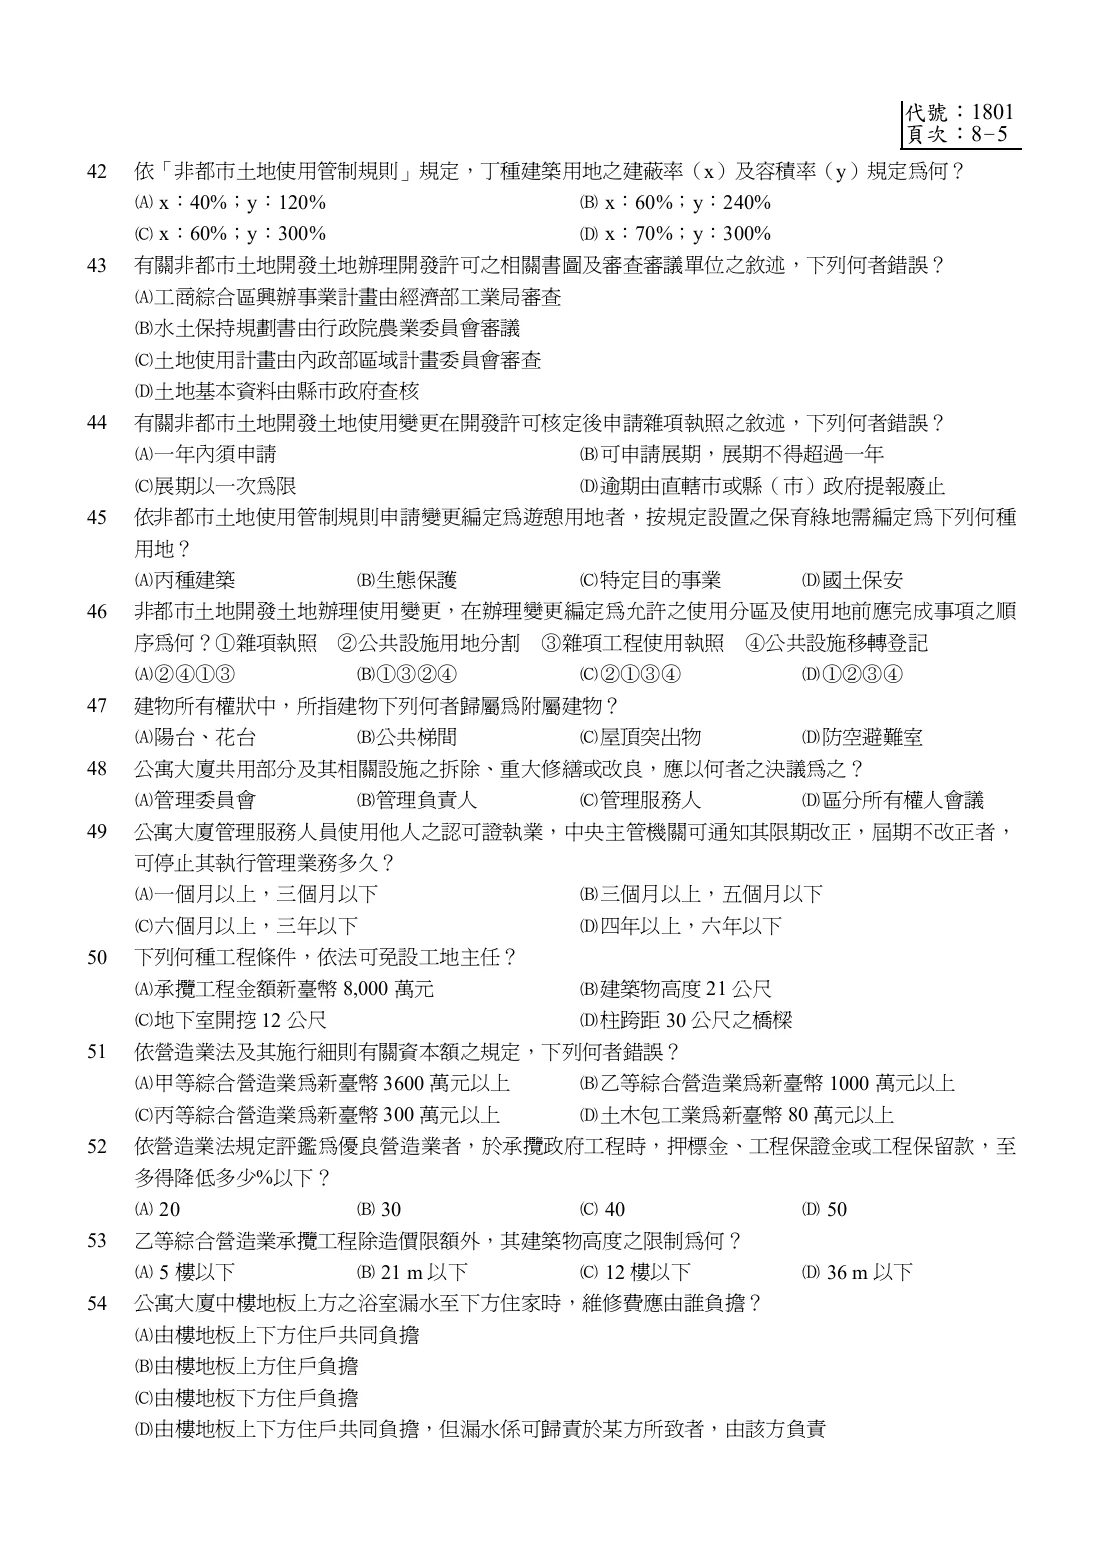 代號：1801
頁次：8－5
42 依「非都市土地使用管制規則」規定，丁種建築用地之建蔽率（x）及容積率（y）規定為何？
(A) x：40%；y：120% (B) x：60%；y：240%
(C) x：60%；y：300% (D) x：70%；y：300%
43 有關非都市土地開發土地辦理開發許可之相關書圖及審查審議單位之敘述，下列何者錯誤？
(A)工商綜合區興辦事業計畫由經濟部工業局審查
(B)水土保持規劃書由行政院農業委員會審議
(C)土地使用計畫由內政部區域計畫委員會審查
(D)土地基本資料由縣市政府查核
44 有關非都市土地開發土地使用變更在開發許可核定後申請雜項執照之敘述，下列何者錯誤？
(A)一年內須申請 (B)可申請展期，展期不得超過一年
(C)展期以一次為限 (D)逾期由直轄市或縣（市）政府提報廢止
45 依非都市土地使用管制規則申請變更編定為遊憩用地者，按規定設置之保育綠地需編定為下列何種
用地？
(A)丙種建築 (B)生態保護 (C)特定目的事業 (D)國土保安
46 非都市土地開發土地辦理使用變更，在辦理變更編定為允許之使用分區及使用地前應完成事項之順
序為何？①雜項執照 ②公共設施用地分割 ③雜項工程使用執照 ④公共設施移轉登記
(A)②④①③ (B)①③②④ (C)②①③④ (D)①②③④
47 建物所有權狀中，所指建物下列何者歸屬為附屬建物？
(A)陽台、花台 (B)公共梯間 (C)屋頂突出物 (D)防空避難室
48 公寓大廈共用部分及其相關設施之拆除、重大修繕或改良，應以何者之決議為之？
(A)管理委員會 (B)管理負責人 (C)管理服務人 (D)區分所有權人會議
49 公寓大廈管理服務人員使用他人之認可證執業，中央主管機關可通知其限期改正，屆期不改正者，
可停止其執行管理業務多久？
(A)一個月以上，三個月以下 (B)三個月以上，五個月以下
(C)六個月以上，三年以下 (D)四年以上，六年以下
50 下列何種工程條件，依法可免設工地主任？
(A)承攬工程金額新臺幣 8,000 萬元 (B)建築物高度 21 公尺
(C)地下室開挖 12 公尺 (D)柱跨距 30 公尺之橋樑
51 依營造業法及其施行細則有關資本額之規定，下列何者錯誤？
(A)甲等綜合營造業為新臺幣 3600 萬元以上 (B)乙等綜合營造業為新臺幣 1000 萬元以上
(C)丙等綜合營造業為新臺幣 300 萬元以上 (D)土木包工業為新臺幣 80 萬元以上
52 依營造業法規定評鑑為優良營造業者，於承攬政府工程時，押標金、工程保證金或工程保留款，至
多得降低多少%以下？
(A) 20 (B) 30 (C) 40 (D) 50
53 乙等綜合營造業承攬工程除造價限額外，其建築物高度之限制為何？
(A) 5 樓以下 (B) 21 m 以下 (C) 12 樓以下 (D) 36 m 以下
54 公寓大廈中樓地板上方之浴室漏水至下方住家時，維修費應由誰負擔？
(A)由樓地板上下方住戶共同負擔
(B)由樓地板上方住戶負擔
(C)由樓地板下方住戶負擔
(D)由樓地板上下方住戶共同負擔，但漏水係可歸責於某方所致者，由該方負責